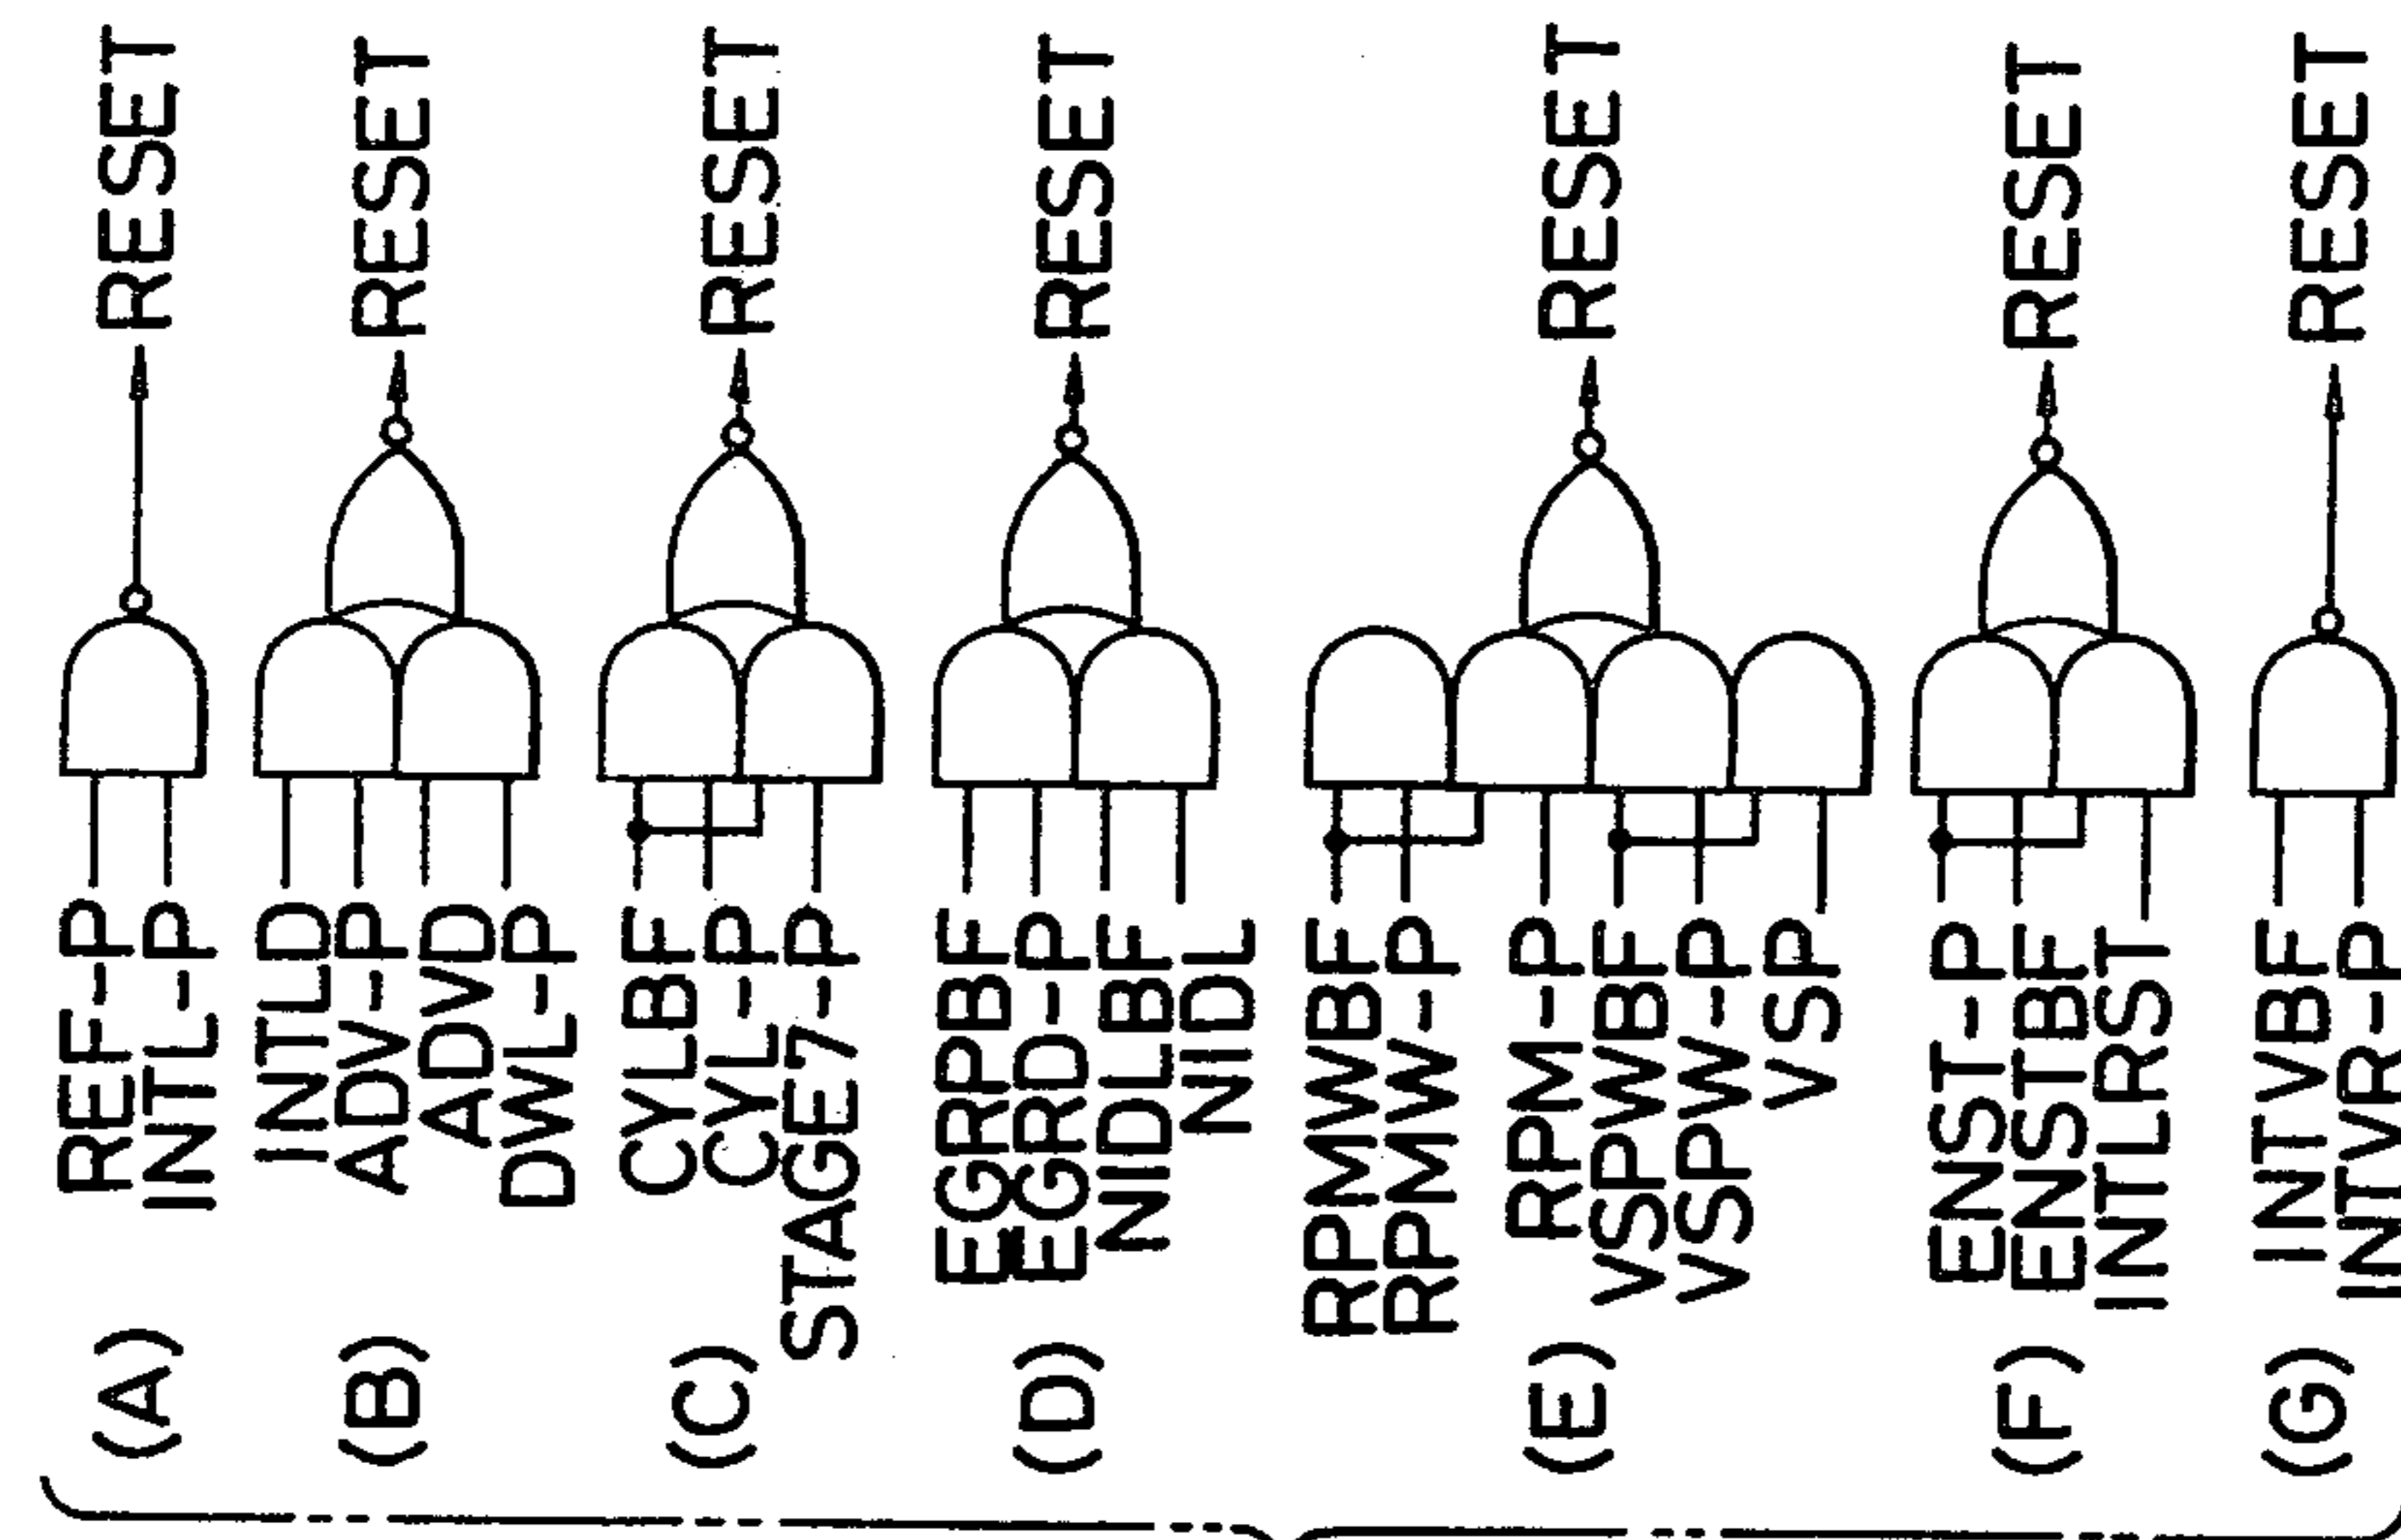 (A) REF-P RESET
INTL-P
(B) INTLD RESET
ADV-P
ADVD
DWL-P
(C) CYLBF RESET
CYL-P
STAGE7-P
(D) EGRPBF RESET
EGRD-P
NIDLBF
NIDL
(E) RPMWBF RESET
RPMW-P
RPM-P
VSPWBF
VSPW-P
VSP
(F) ENST-P RESET
ENSTBF
INTLRST
(G) INTVBF RESET
INTVR-P